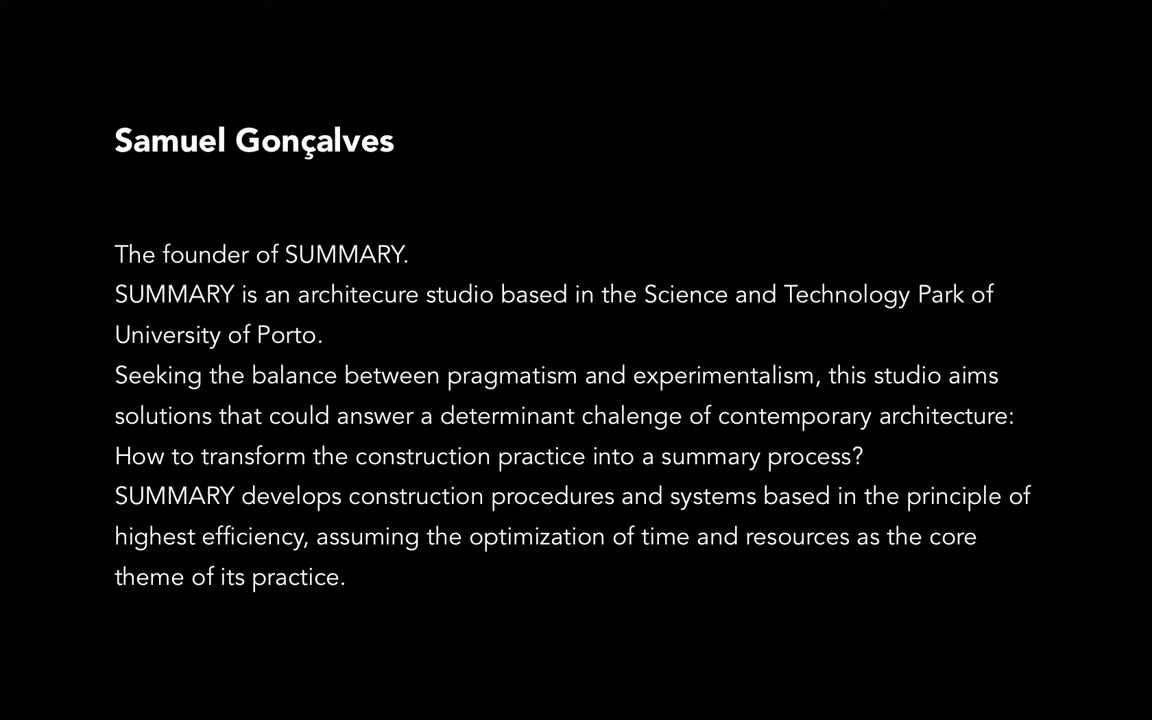 Samuel Gonçalves
The founder of SUMMARY.
SUMMARY is an architecure studio based in the Science and Technology Park of
University of Porto.
Seeking the balance between pragmatism and experimentalism, this studio aims
solutions that could answer a determinant chalenge of contemporary architecture:
How to transform the construction practice into a summary process?
SUMMARY develops construction procedures and systems based in the principle of
highest efficiency, assuming the optimization of time and resources as the core
theme of its practice.